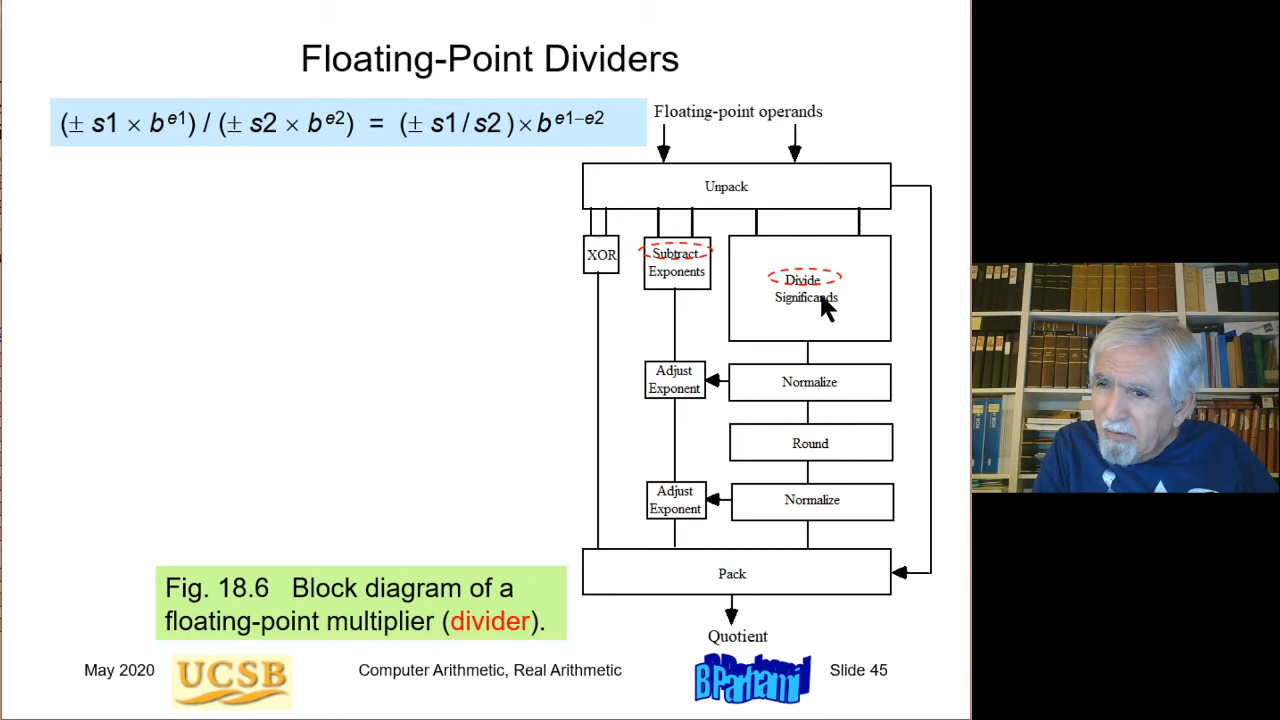 Floating-Point Dividers
(± s1 × b^e1) / (± s2 × b^e2) = (± s1 / s2 ) × b^e1–e2
Floating-point operands
Unpack
XOR
Subtract
Exponents
Divide
Significands
Adjust
Exponent
Normalize
Round
Adjust
Exponent
Normalize
Pack
Quotient
Fig. 18.6 Block diagram of a
floating-point multiplier (divider).
May 2020
UCSB
Computer Arithmetic, Real Arithmetic
B Parhami
Slide 45